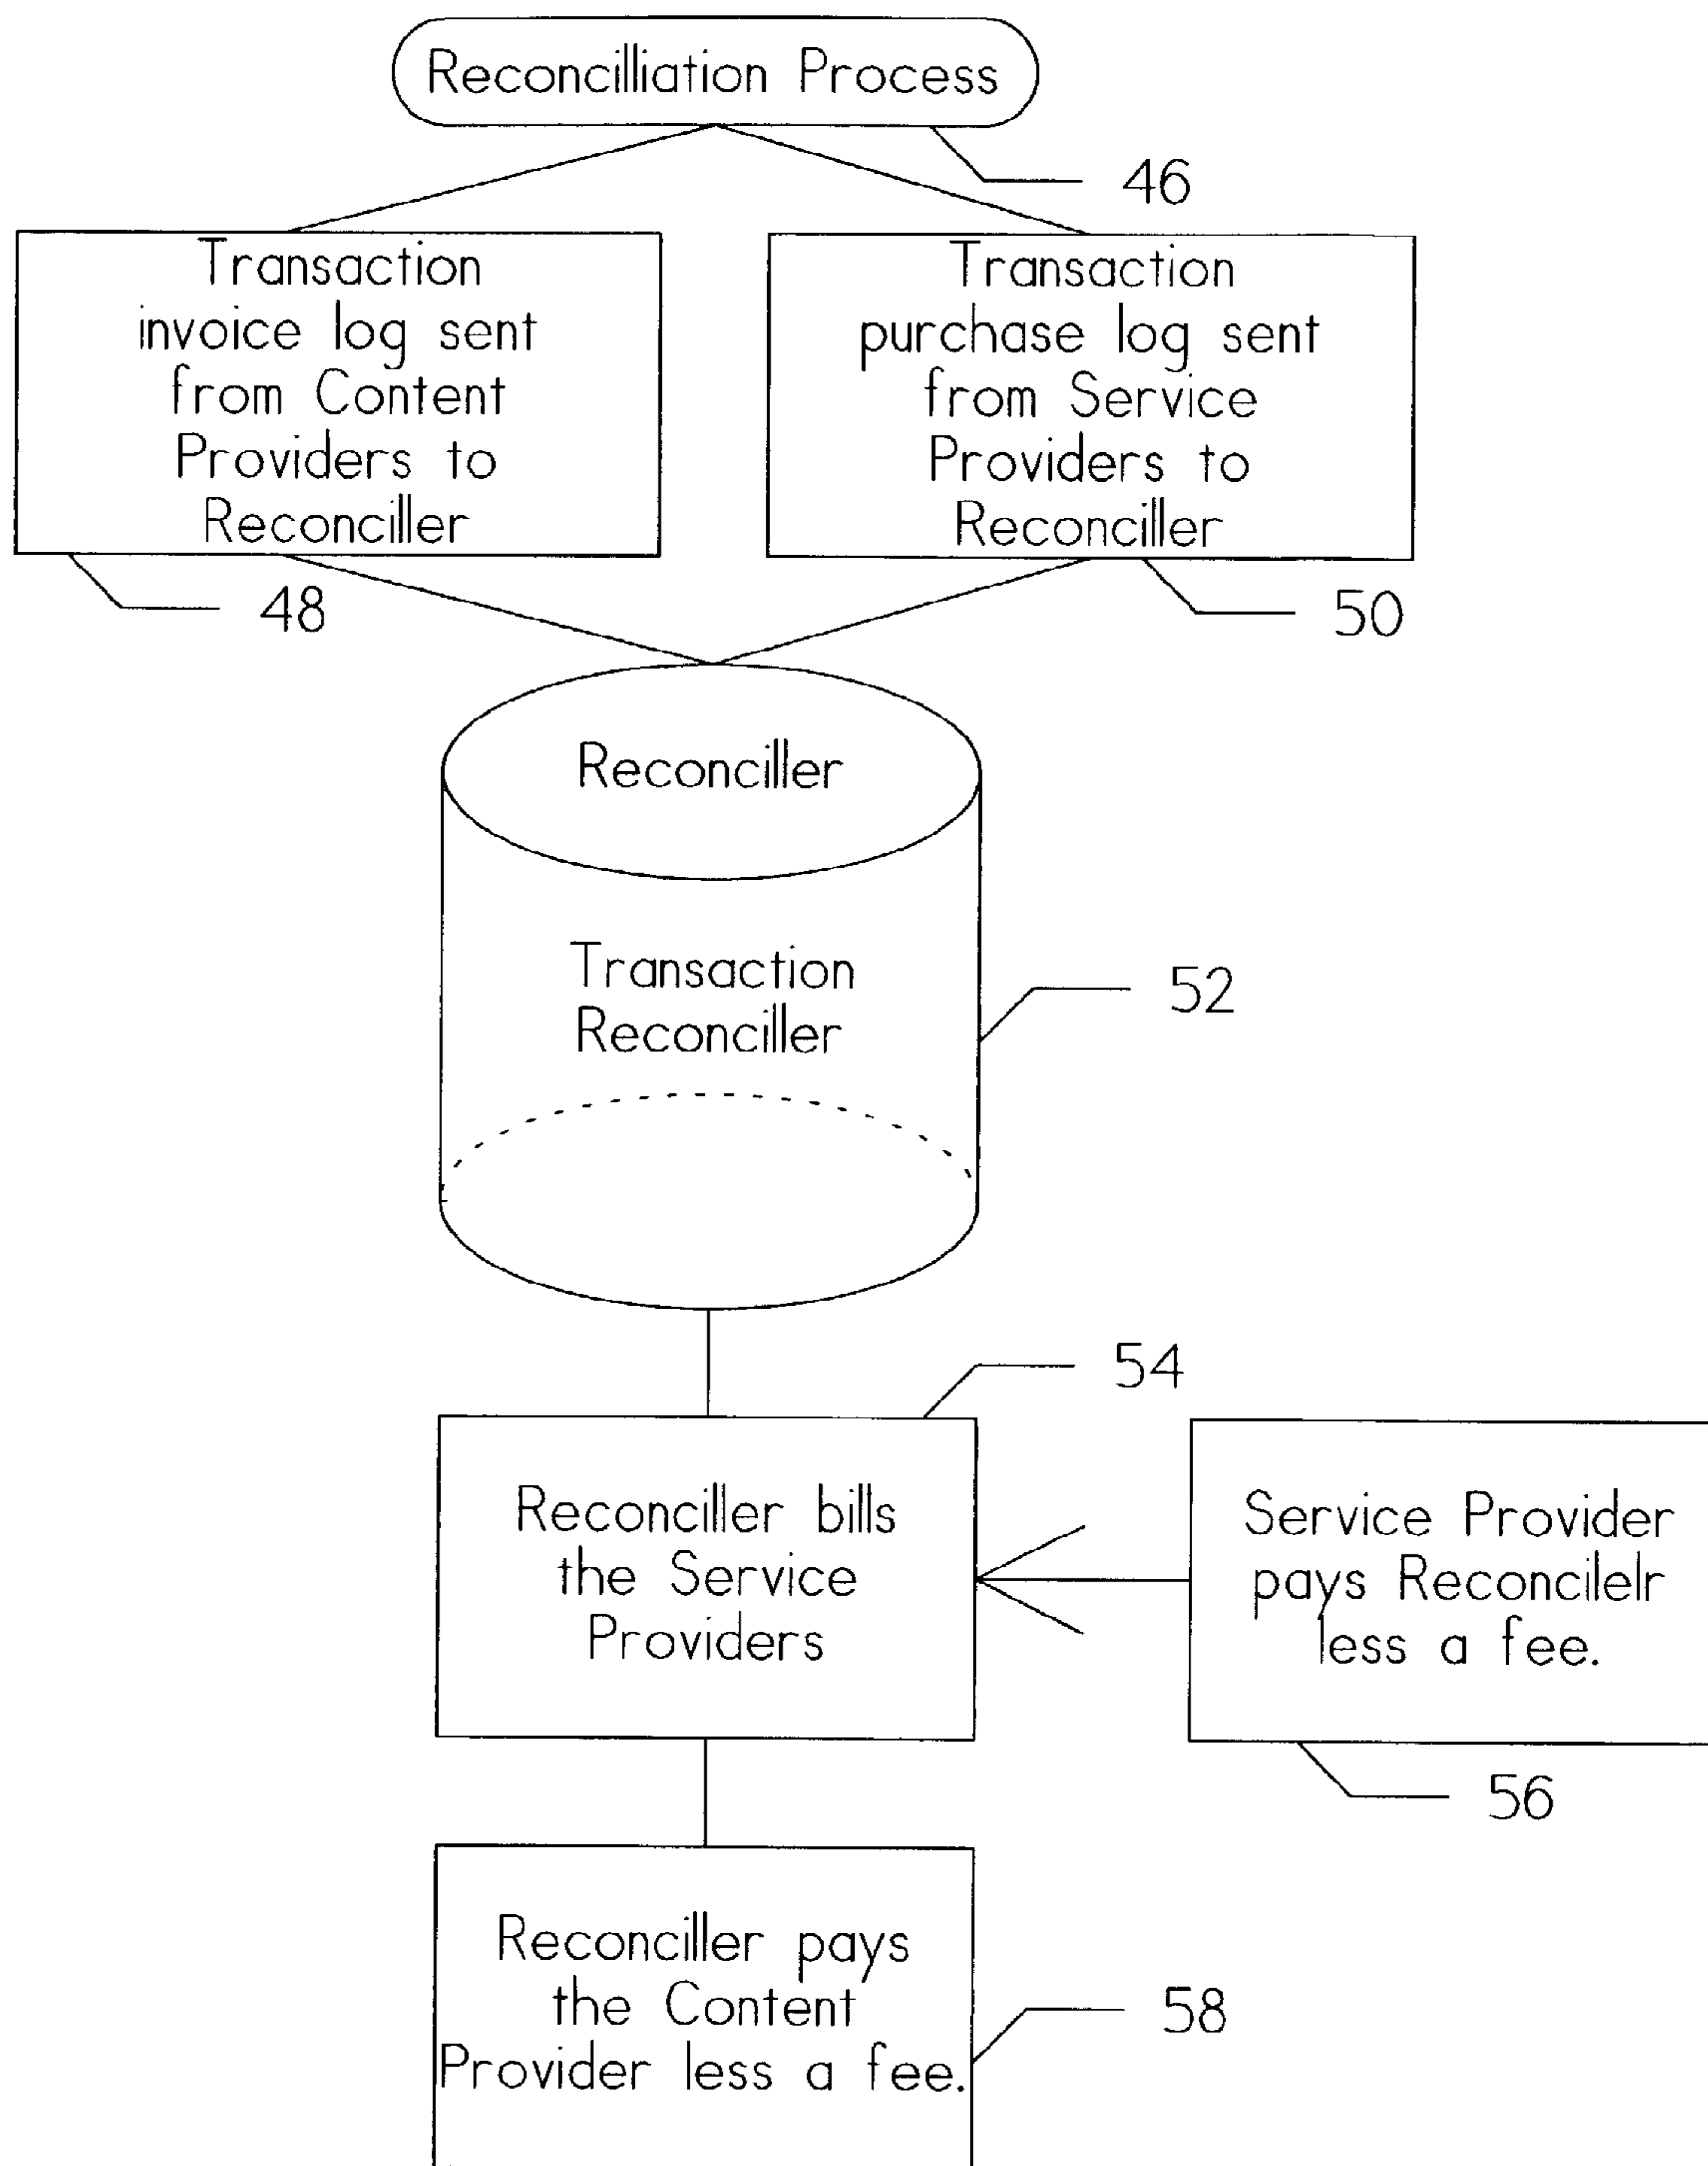 Reconcilliation Process
46
Transaction
invoice log sent
from Content
Providers to
Reconciller
48
Transaction
purchase log sent
from Service
Providers to
Reconciller
50
Reconciller
Transaction
Reconciller
52
54
Reconciller bills
the Service
Providers
Service Provider
pays Reconcilelr
less a fee.
56
Reconciller pays
the Content
Provider less a fee.
58